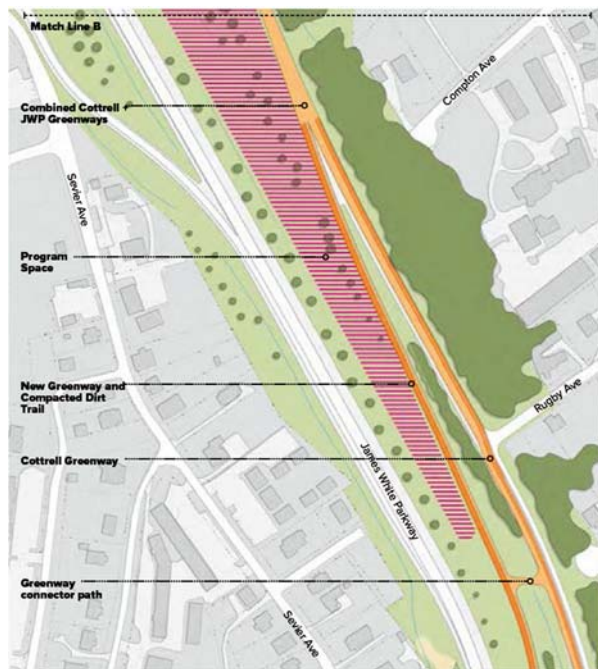 Match Line B
Compton Ave
Combined Cottrell +
JWP Greenways
Sevier Ave
Program
Space
New Greenway and
Compacted Dirt
Trail
Rugby Ave
Cottrell Greenway
James White Parkway
Greenway
connector path
Sevier Ave